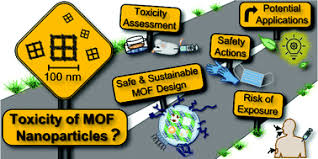 100 nm
Toxicity of MOF
Nanoparticles ?
Toxicity
Assessment
Safe & Sustainable
MOF Design
Safety
Actions
Potential
Applications
Risk of
Exposure